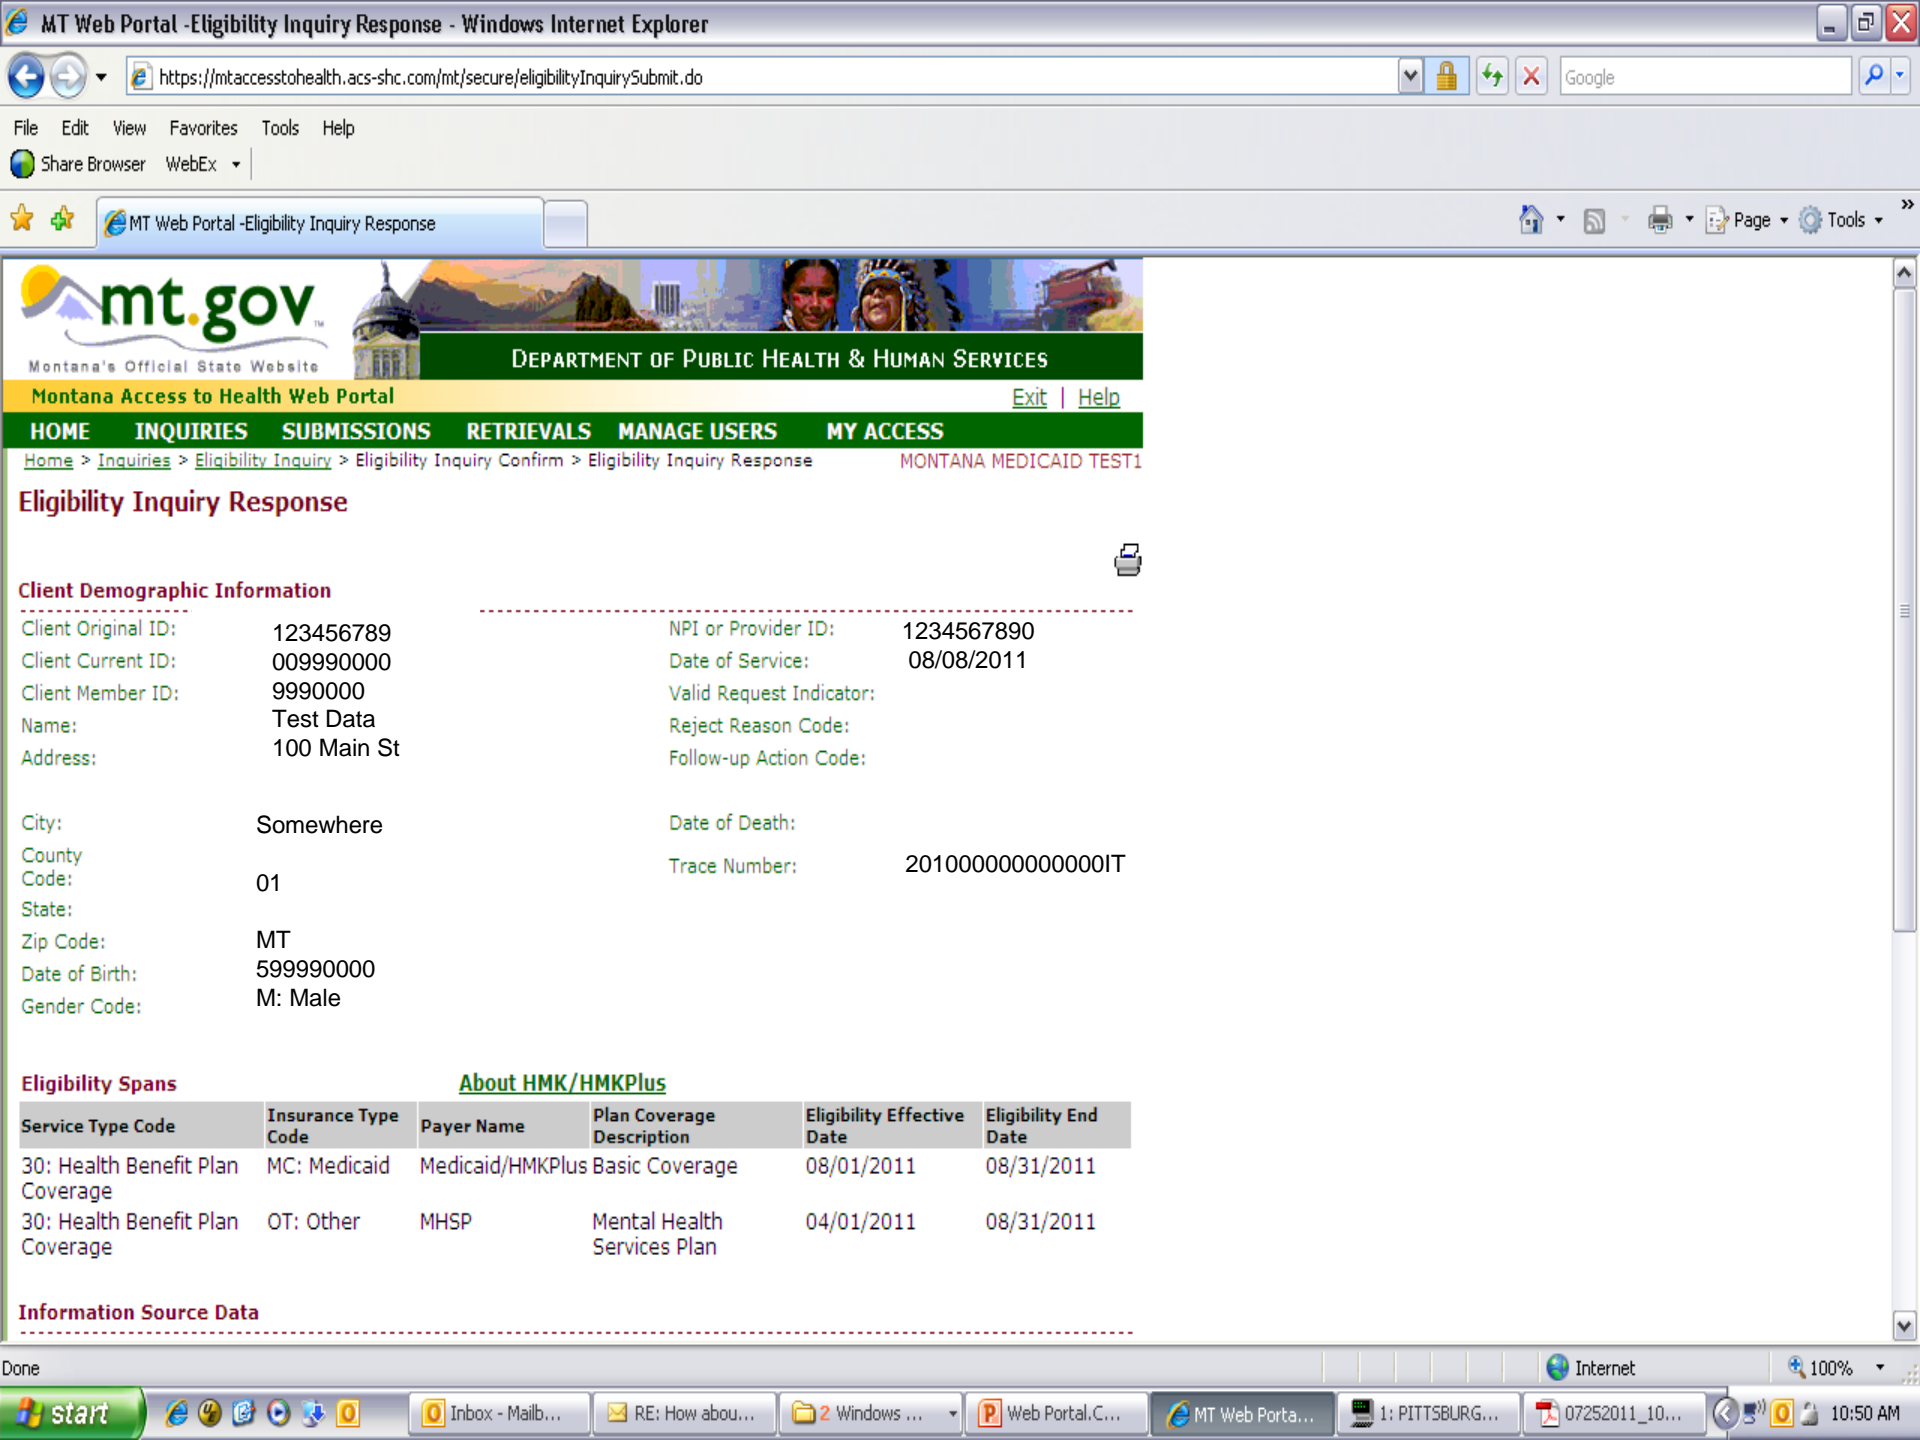 MT Web Portal -Eligibility Inquiry Response - Windows Internet Explorer
https://mtaccesstohealth.acs-shc.com/mt/secure/eligibilityInquirySubmit.do
Google
File Edit View Favorites Tools Help
Share Browser WebEx
MT Web Portal -Eligibility Inquiry Response
Page Tools »
mt.gov™
Montana's Official State Website
DEPARTMENT OF PUBLIC HEALTH & HUMAN SERVICES
Montana Access to Health Web Portal
Exit | Help
HOME INQUIRIES SUBMISSIONS RETRIEVALS MANAGE USERS MY ACCESS
Home > Inquiries > Eligibility Inquiry > Eligibility Inquiry Confirm > Eligibility Inquiry Response MONTANA MEDICAID TEST1
Eligibility Inquiry Response
Client Demographic Information
Client Original ID: 123456789 NPI or Provider ID: 1234567890
Client Current ID: 009990000 Date of Service: 08/08/2011
Client Member ID: 9990000 Valid Request Indicator:
Name: Test Data Reject Reason Code:
Address: 100 Main St Follow-up Action Code:
City: Somewhere Date of Death:
County
Code: 01 Trace Number: 201000000000000IT
State:
Zip Code: MT
Date of Birth: 599990000
Gender Code: M: Male
Eligibility Spans About HMK/HMKPlus
Service Type Code Insurance Type Code Payer Name Plan Coverage Description Eligibility Effective Date Eligibility End Date
30: Health Benefit Plan Coverage MC: Medicaid Medicaid/HMKPlus Basic Coverage 08/01/2011 08/31/2011
30: Health Benefit Plan Coverage OT: Other MHSP Mental Health Services Plan 04/01/2011 08/31/2011
Information Source Data
Done Internet 100%
start Inbox - Mailb... RE: How abou... 2 Windows ... Web Portal.C... MT Web Porta... 1: PITTSBURG... 07252011_10... 10:50 AM